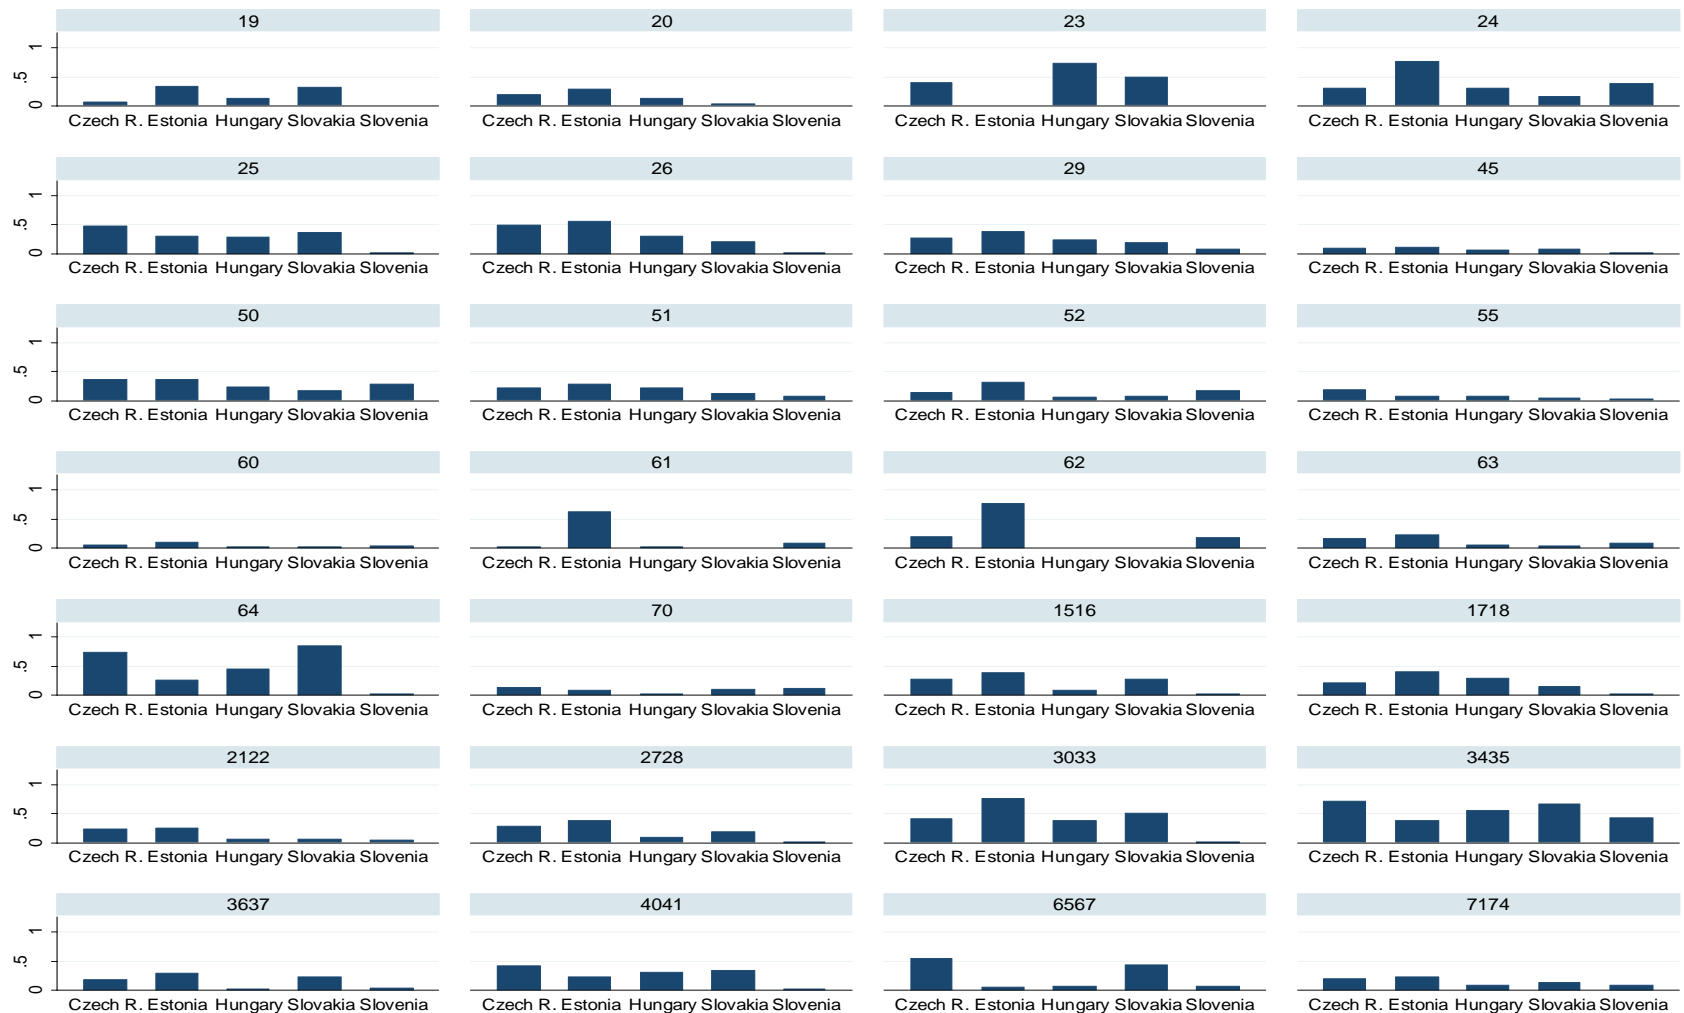 19 20 23 24
1
.5
0
Czech R. Estonia Hungary Slovakia Slovenia Czech R. Estonia Hungary Slovakia Slovenia Czech R. Estonia Hungary Slovakia Slovenia Czech R. Estonia Hungary Slovakia Slovenia
25 26 29 45
1
.5
0
Czech R. Estonia Hungary Slovakia Slovenia Czech R. Estonia Hungary Slovakia Slovenia Czech R. Estonia Hungary Slovakia Slovenia Czech R. Estonia Hungary Slovakia Slovenia
50 51 52 55
1
.5
0
Czech R. Estonia Hungary Slovakia Slovenia Czech R. Estonia Hungary Slovakia Slovenia Czech R. Estonia Hungary Slovakia Slovenia Czech R. Estonia Hungary Slovakia Slovenia
60 61 62 63
1
.5
0
Czech R. Estonia Hungary Slovakia Slovenia Czech R. Estonia Hungary Slovakia Slovenia Czech R. Estonia Hungary Slovakia Slovenia Czech R. Estonia Hungary Slovakia Slovenia
64 70 1516 1718
1
.5
0
Czech R. Estonia Hungary Slovakia Slovenia Czech R. Estonia Hungary Slovakia Slovenia Czech R. Estonia Hungary Slovakia Slovenia Czech R. Estonia Hungary Slovakia Slovenia
2122 2728 3033 3435
1
.5
0
Czech R. Estonia Hungary Slovakia Slovenia Czech R. Estonia Hungary Slovakia Slovenia Czech R. Estonia Hungary Slovakia Slovenia Czech R. Estonia Hungary Slovakia Slovenia
3637 4041 6567 7174
1
.5
0
Czech R. Estonia Hungary Slovakia Slovenia Czech R. Estonia Hungary Slovakia Slovenia Czech R. Estonia Hungary Slovakia Slovenia Czech R. Estonia Hungary Slovakia Slovenia